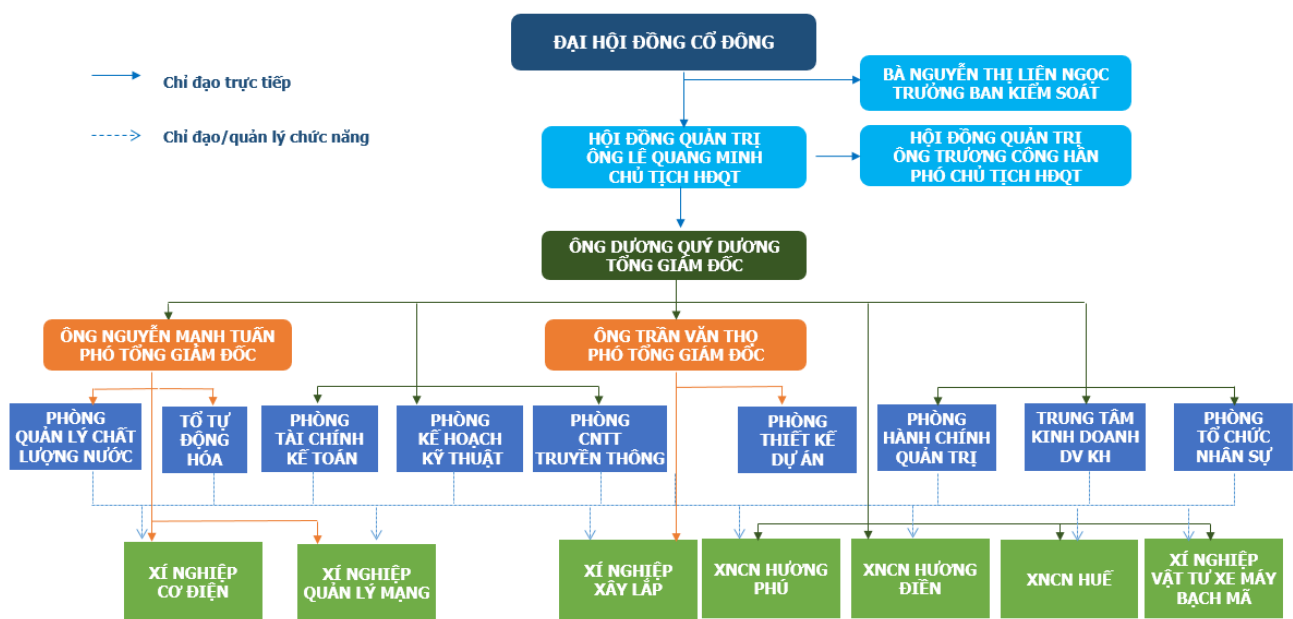 ĐẠI HỘI ĐỒNG CỔ ĐÔNG
Chỉ đạo trực tiếp
BÀ NGUYỄN THỊ LIÊN NGỌC
TRƯỞNG BAN KIỂM SOÁT
Chỉ đạo/quản lý chức năng
HỘI ĐỒNG QUẢN TRỊ
ÔNG LÊ QUANG MINH
CHỦ TỊCH HĐQT
HỘI ĐỒNG QUẢN TRỊ
ÔNG TRƯƠNG CÔNG HÂN
PHÓ CHỦ TỊCH HĐQT
ÔNG DƯƠNG QUÝ DƯƠNG
TỔNG GIÁM ĐỐC
ÔNG NGUYỄN MẠNH TUẤN
PHÓ TỔNG GIÁM ĐỐC
ÔNG TRẦN VĂN THỌ
PHÓ TỔNG GIÁM ĐỐC
PHÒNG
QUẢN LÝ CHẤT
LƯỢNG NƯỚC
TỔ TỰ
ĐỘNG
HÓA
PHÒNG
TÀI CHÍNH
KẾ TOÁN
PHÒNG
KẾ HOẠCH
KỸ THUẬT
PHÒNG
CNTT
TRUYỀN THÔNG
PHÒNG
THIẾT KẾ
DỰ ÁN
PHÒNG
HÀNH CHÍNH
QUẢN TRỊ
TRUNG TÂM
KINH DOANH
DV KH
PHÒNG
TỔ CHỨC
NHÂN SỰ
XÍ NGHIỆP
CƠ ĐIỆN
XÍ NGHIỆP
QUẢN LÝ MẠNG
XÍ NGHIỆP
XÂY LẮP
XNCN HƯƠNG
PHÚ
XNCN HƯƠNG
ĐIỀN
XNCN HUẾ
XÍ NGHIỆP
VẬT TƯ XE MÁY
BẠCH MÃ